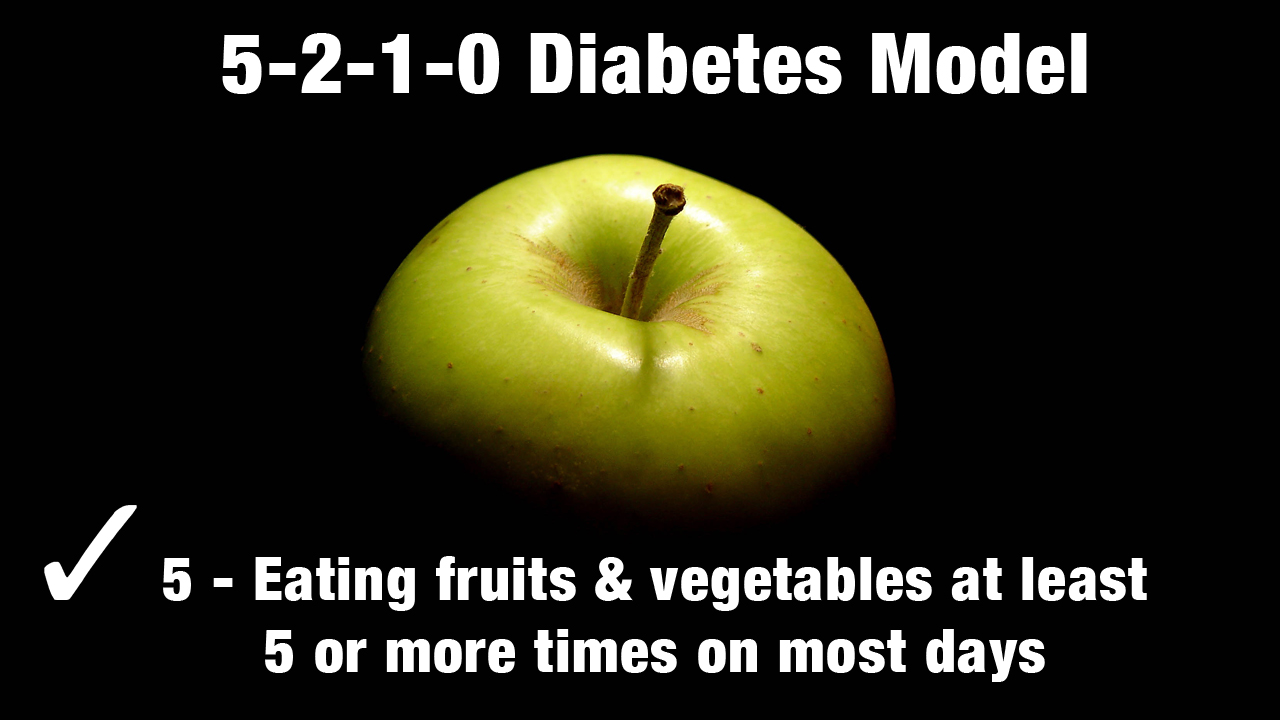 5-2-1-0 Diabetes Model
✓ 5 - Eating fruits & vegetables at least
5 or more times on most days